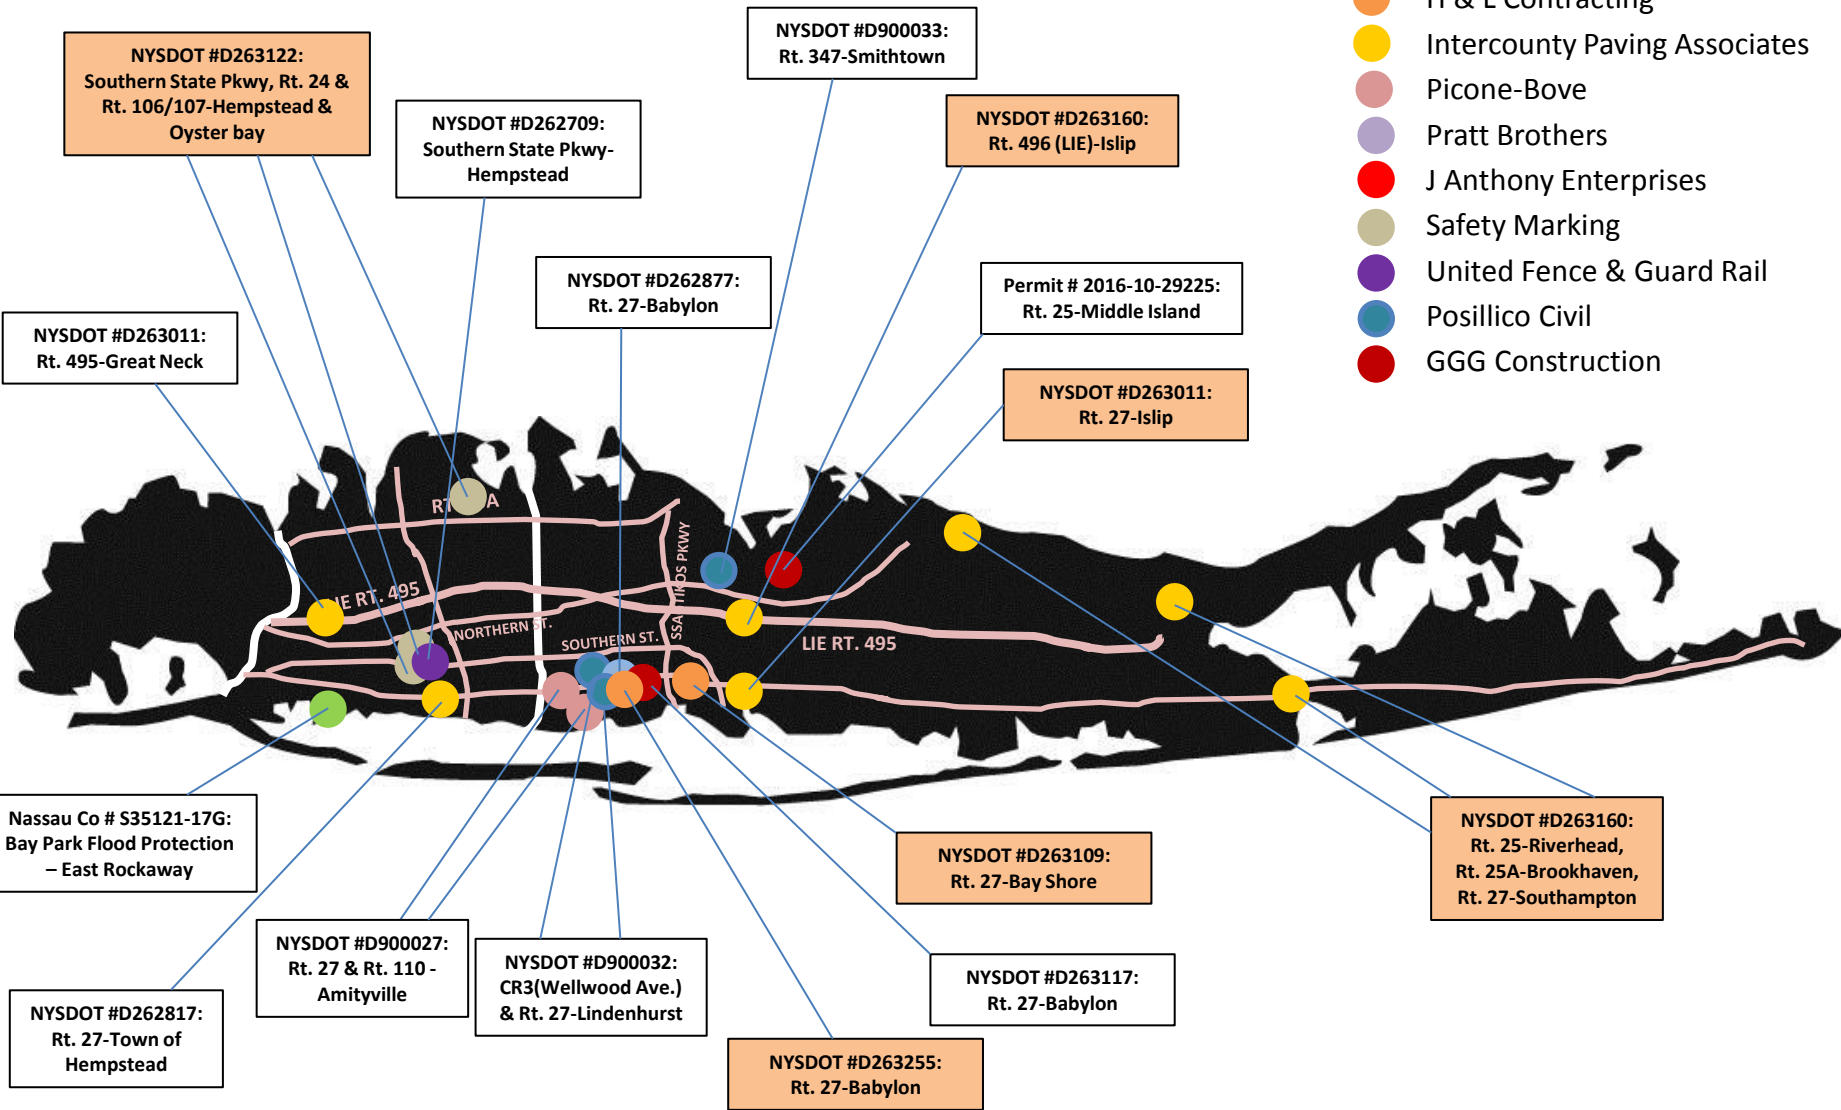 H & L Contracting
Intercounty Paving Associates
Picone-Bove
Pratt Brothers
J Anthony Enterprises
Safety Marking
United Fence & Guard Rail
Posillico Civil
GGG Construction
NYSDOT #D263122:
Southern State Pkwy, Rt. 24 &
Rt. 106/107-Hempstead &
Oyster bay
NYSDOT #D900033:
Rt. 347-Smithtown
NYSDOT #D262709:
Southern State Pkwy-
Hempstead
NYSDOT #D263160:
Rt. 496 (LIE)-Islip
NYSDOT #D262877:
Rt. 27-Babylon
Permit # 2016-10-29225:
Rt. 25-Middle Island
NYSDOT #D263011:
Rt. 495-Great Neck
NYSDOT #D263011:
Rt. 27-Islip
RT A
SSAGTIKOS PKWY
LIE RT. 495
NORTHERN ST.
SOUTHERN ST.
LIE RT. 495
Nassau Co # S35121-17G:
Bay Park Flood Protection
– East Rockaway
NYSDOT #D263160:
Rt. 25-Riverhead,
Rt. 25A-Brookhaven,
Rt. 27-Southampton
NYSDOT #D263109:
Rt. 27-Bay Shore
NYSDOT #D900027:
Rt. 27 & Rt. 110 -
Amityville
NYSDOT #D900032:
CR3(Wellwood Ave.)
& Rt. 27-Lindenhurst
NYSDOT #D263117:
Rt. 27-Babylon
NYSDOT #D262817:
Rt. 27-Town of
Hempstead
NYSDOT #D263255:
Rt. 27-Babylon